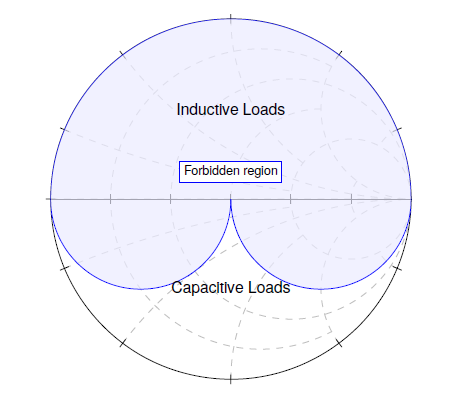 Inductive Loads
Forbidden region
Capacitive Loads